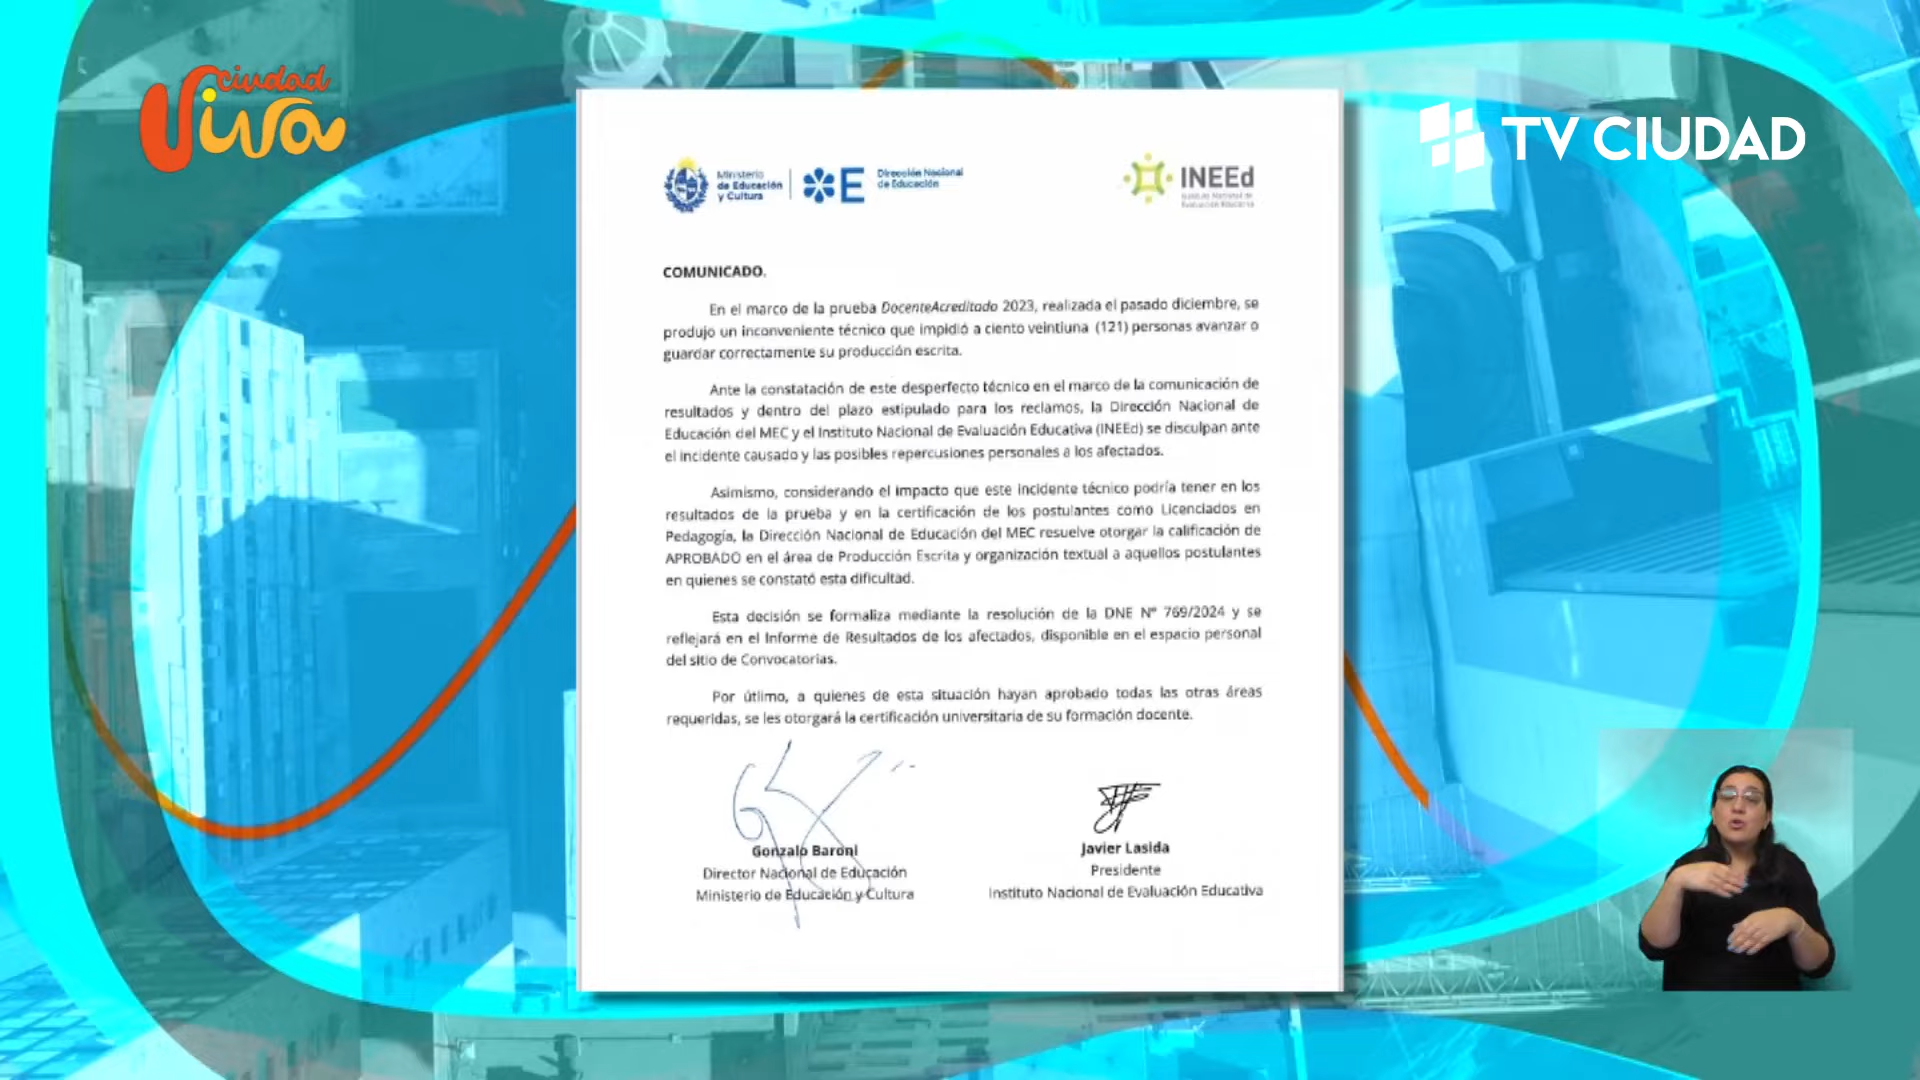 ciudad
Viva
TV CIUDAD
Ministerio
de Educación
y Cultura
E
Dirección Nacional
de Educación
INEEd
Instituto Nacional de
Evaluación Educativa
COMUNICADO.
En el marco de la prueba DocenteAcreditado 2023, realizada el pasado diciembre, se
produjo un inconveniente técnico que impidió a ciento veintiuna (121) personas avanzar o
guardar correctamente su producción escrita.
Ante la constatación de este desperfecto técnico en el marco de la comunicación de
resultados y dentro del plazo estipulado para los reclamos, la Dirección Nacional de
Educación del MEC y el Instituto Nacional de Evaluación Educativa (INEEd) se disculpan ante
el incidente causado y las posibles repercusiones personales a los afectados.
Asimismo, considerando el impacto que este incidente técnico podría tener en los
resultados de la prueba y en la certificación de los postulantes como Licenciados en
Pedagogía, la Dirección Nacional de Educación del MEC resuelve otorgar la calificación de
APROBADO en el área de Producción Escrita y organización textual a aquellos postulantes
en quienes se constató esta dificultad.
Esta decisión se formaliza mediante la resolución de la DNE N° 769/2024 y se
reflejará en el Informe de Resultados de los afectados, disponible en el espacio personal
del sitio de Convocatorias.
Por útlimo, a quienes de esta situación hayan aprobado todas las otras áreas
requeridas, se les otorgará la certificación universitaria de su formación docente.
Gonzalo Baroni
Director Nacional de Educación
Ministerio de Educación y Cultura
Javier Lasida
Presidente
Instituto Nacional de Evaluación Educativa